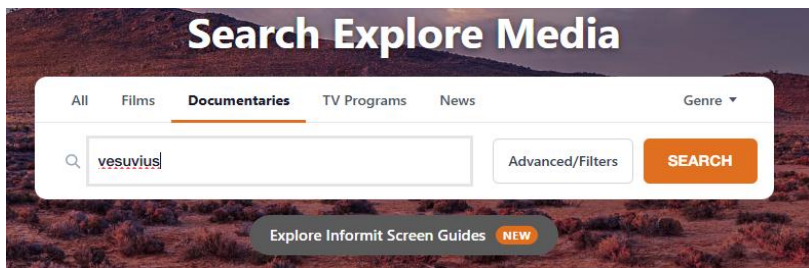 Search Explore Media
All Films Documentaries TV Programs News Genre
vesuvius Advanced/Filters SEARCH
Explore Informit Screen Guides NEW